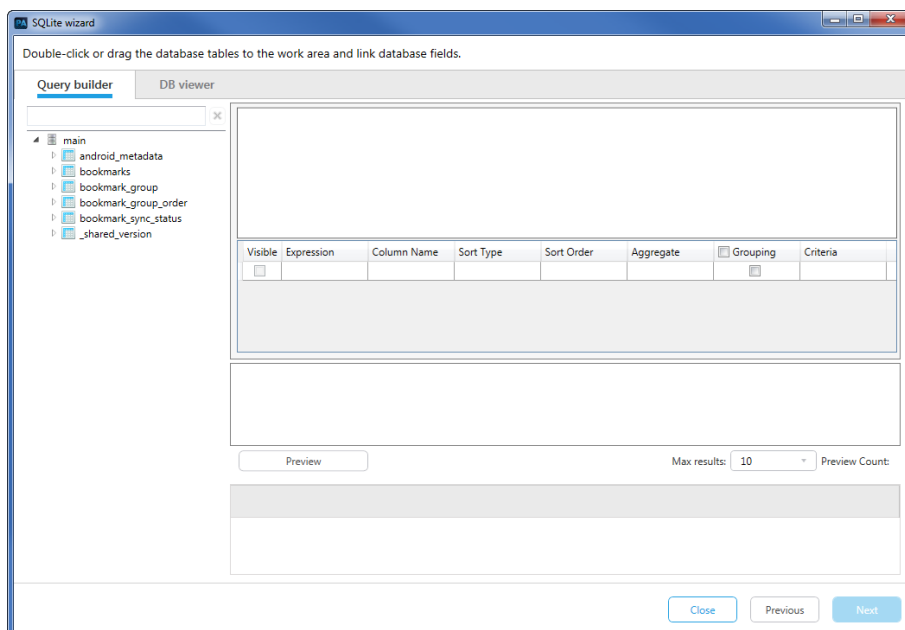 PA SQLite wizard
Double-click or drag the database tables to the work area and link database fields.
Query builder DB viewer
main
android_metadata
bookmarks
bookmark_group
bookmark_group_order
bookmark_sync_status
_shared_version
Visible Expression Column Name Sort Type Sort Order Aggregate Grouping Criteria
Preview Max results: 10 Preview Count:
Close Previous Next